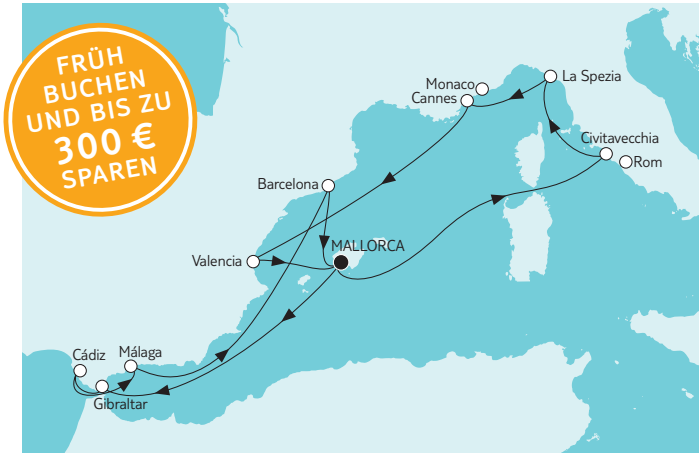 FRÜH
BUCHEN
UND BIS ZU
300 €
SPAREN
Monaco
Cannes
La Spezia
Civitavecchia
Rom
Barcelona
MALLORCA
Valencia
Cádiz
Málaga
Gibraltar